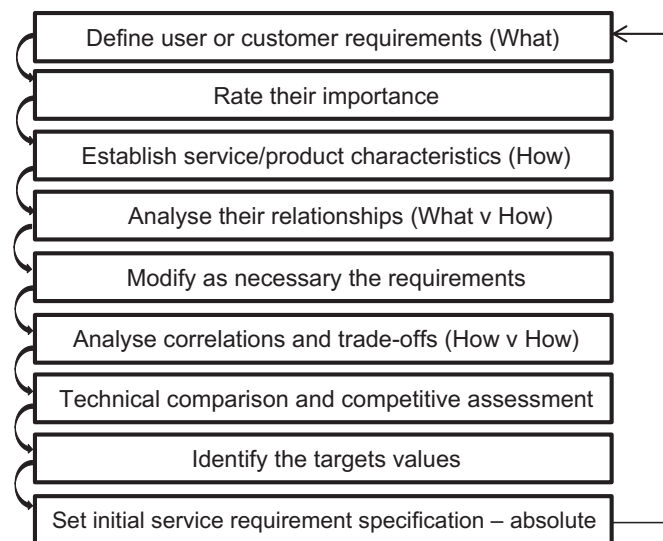 Define user or customer requirements (What)
Rate their importance
Establish service/product characteristics (How)
Analyse their relationships (What v How)
Modify as necessary the requirements
Analyse correlations and trade-offs (How v How)
Technical comparison and competitive assessment
Identify the targets values
Set initial service requirement specification – absolute